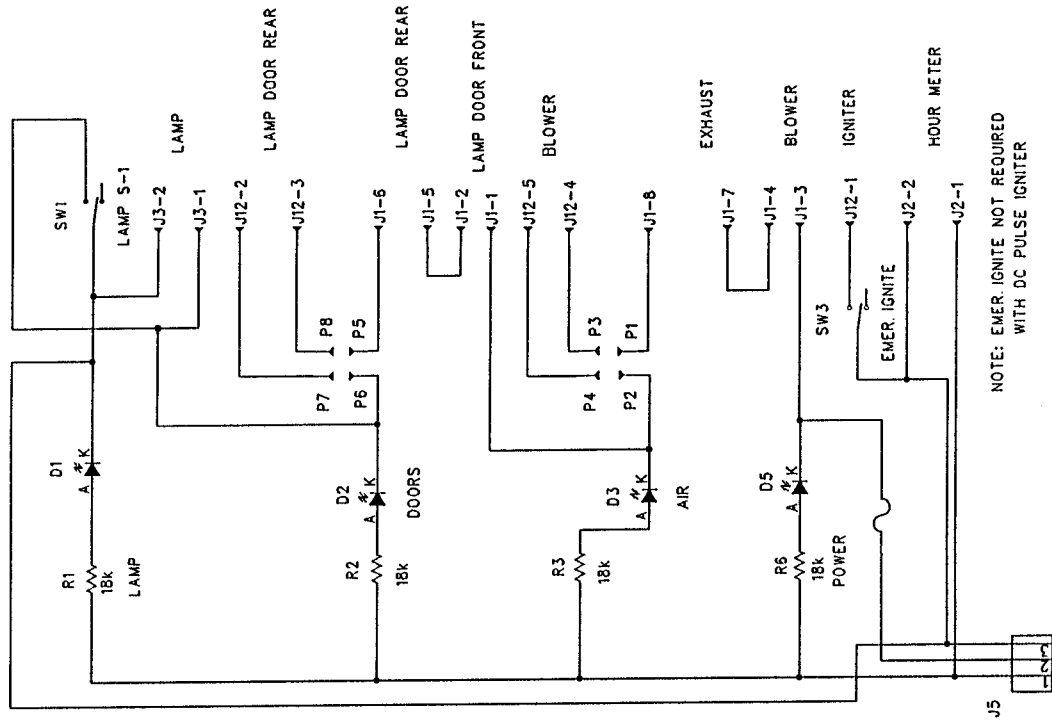 SW1
LAMP S-1
J3-2
LAMP
J3-1
J12-2
LAMP DOOR REAR
J12-3
J1-6
LAMP DOOR REAR
J1-5
J1-2
LAMP DOOR FRONT
J1-1
J12-5
BLOWER
J12-4
J1-8
J1-7
EXHAUST
J1-4
J1-3
BLOWER
J12-1
IGNITER
J2-2
HOUR METER
J2-1
D1
A K
R1
18k
LAMP
P7 P8
P6 P5
D2
A K
DOORS
R2
18k
P4 P3
P2 P1
D3
A K
AIR
R3
18k
D5
A K
R6
18k
POWER
SW3
EMER. IGNITE
NOTE: EMER. IGNITE NOT REQUIRED
WITH DC PULSE IGNITER
J5
1 2 3